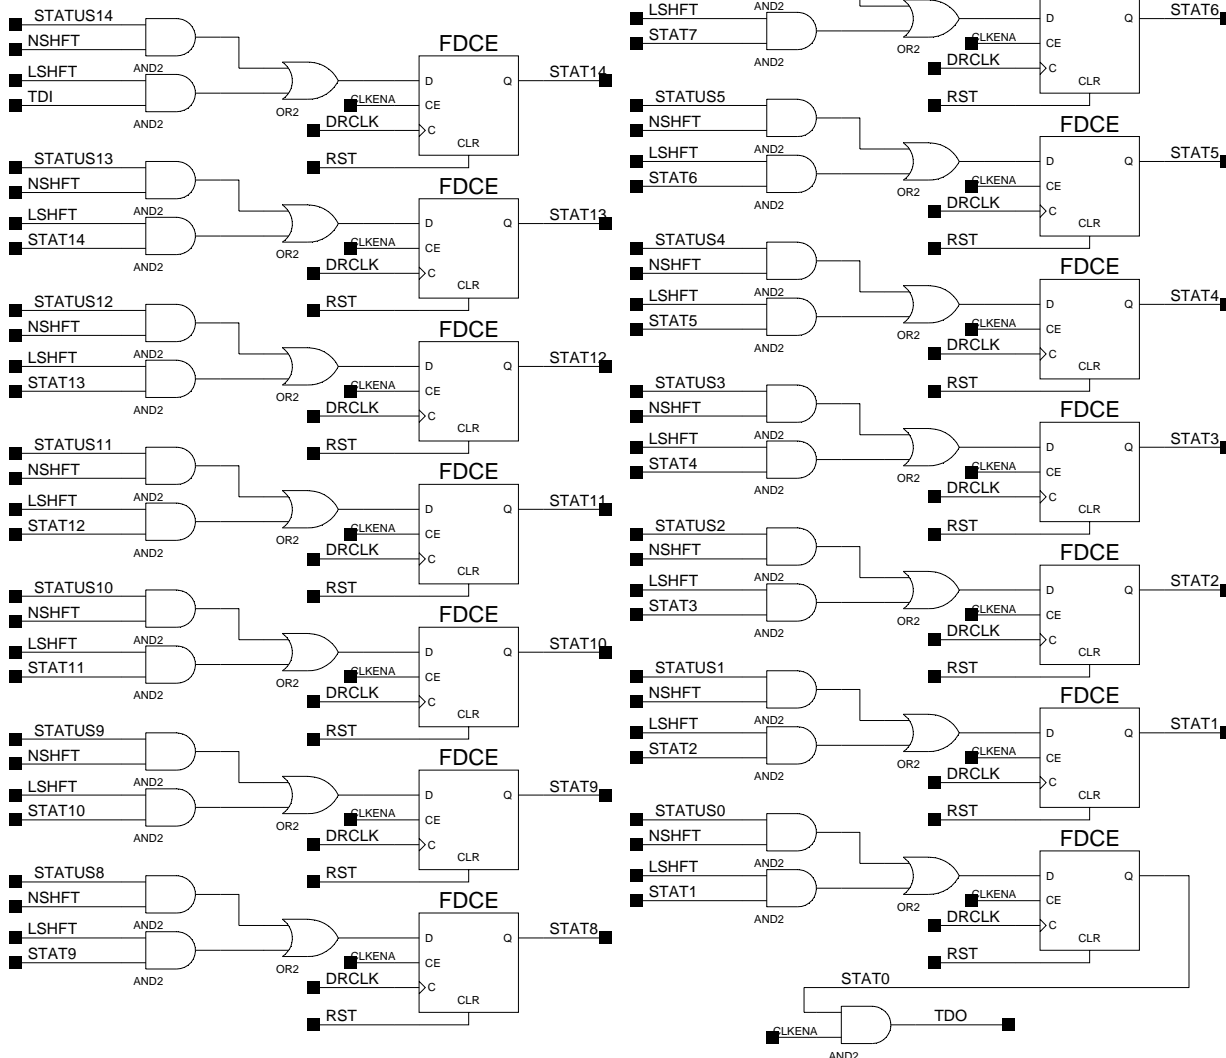 STATUS14
NSHFT
AND2
LSHFT
TDI
AND2
OR2
FDCE
D
Q
STAT14
CLKENA
CE
DRCLK
C
CLR
RST
STATUS13
NSHFT
AND2
LSHFT
STAT14
AND2
OR2
FDCE
D
Q
STAT13
CLKENA
CE
DRCLK
C
CLR
RST
STATUS12
NSHFT
AND2
LSHFT
STAT13
AND2
OR2
FDCE
D
Q
STAT12
CLKENA
CE
DRCLK
C
CLR
RST
STATUS11
NSHFT
AND2
LSHFT
STAT12
AND2
OR2
FDCE
D
Q
STAT11
CLKENA
CE
DRCLK
C
CLR
RST
STATUS10
NSHFT
AND2
LSHFT
STAT11
AND2
OR2
FDCE
D
Q
STAT10
CLKENA
CE
DRCLK
C
CLR
RST
STATUS9
NSHFT
AND2
LSHFT
STAT10
AND2
OR2
FDCE
D
Q
STAT9
CLKENA
CE
DRCLK
C
CLR
RST
STATUS8
NSHFT
AND2
LSHFT
STAT9
AND2
OR2
FDCE
D
Q
STAT8
CLKENA
CE
DRCLK
C
CLR
RST
AND2
LSHFT
STAT7
AND2
OR2
D
Q
STAT6
CLKENA
CE
DRCLK
C
CLR
RST
STATUS5
NSHFT
AND2
LSHFT
STAT6
AND2
OR2
FDCE
D
Q
STAT5
CLKENA
CE
DRCLK
C
CLR
RST
STATUS4
NSHFT
AND2
LSHFT
STAT5
AND2
OR2
FDCE
D
Q
STAT4
CLKENA
CE
DRCLK
C
CLR
RST
STATUS3
NSHFT
AND2
LSHFT
STAT4
AND2
OR2
FDCE
D
Q
STAT3
CLKENA
CE
DRCLK
C
CLR
RST
STATUS2
NSHFT
AND2
LSHFT
STAT3
AND2
OR2
FDCE
D
Q
STAT2
CLKENA
CE
DRCLK
C
CLR
RST
STATUS1
NSHFT
AND2
LSHFT
STAT2
AND2
OR2
FDCE
D
Q
STAT1
CLKENA
CE
DRCLK
C
CLR
RST
STATUS0
NSHFT
AND2
LSHFT
STAT1
AND2
OR2
FDCE
D
Q
CLKENA
CE
DRCLK
C
CLR
RST
STAT0
CLKENA
TDO
AND2